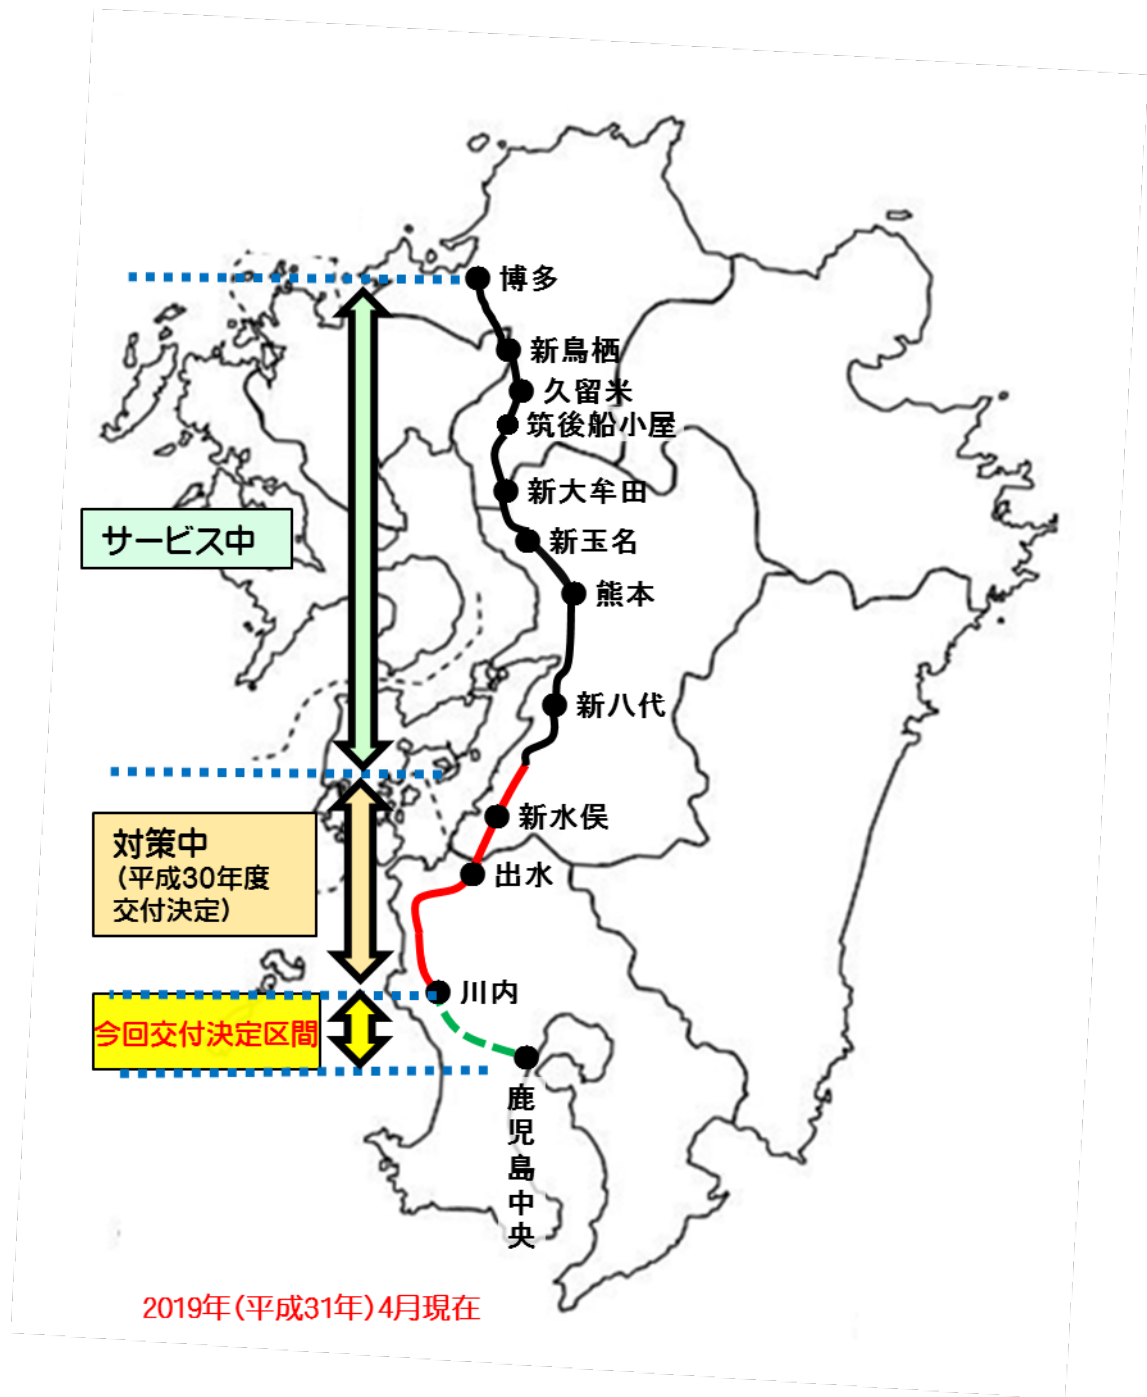 博多
新鳥栖
久留米
筑後船小屋
新大牟田
サービス中
新玉名
熊本
新八代
新水俣
対策中
(平成30年度
交付決定)
出水
川内
今回交付決定区間
鹿児島中央
2019年(平成31年)4月現在